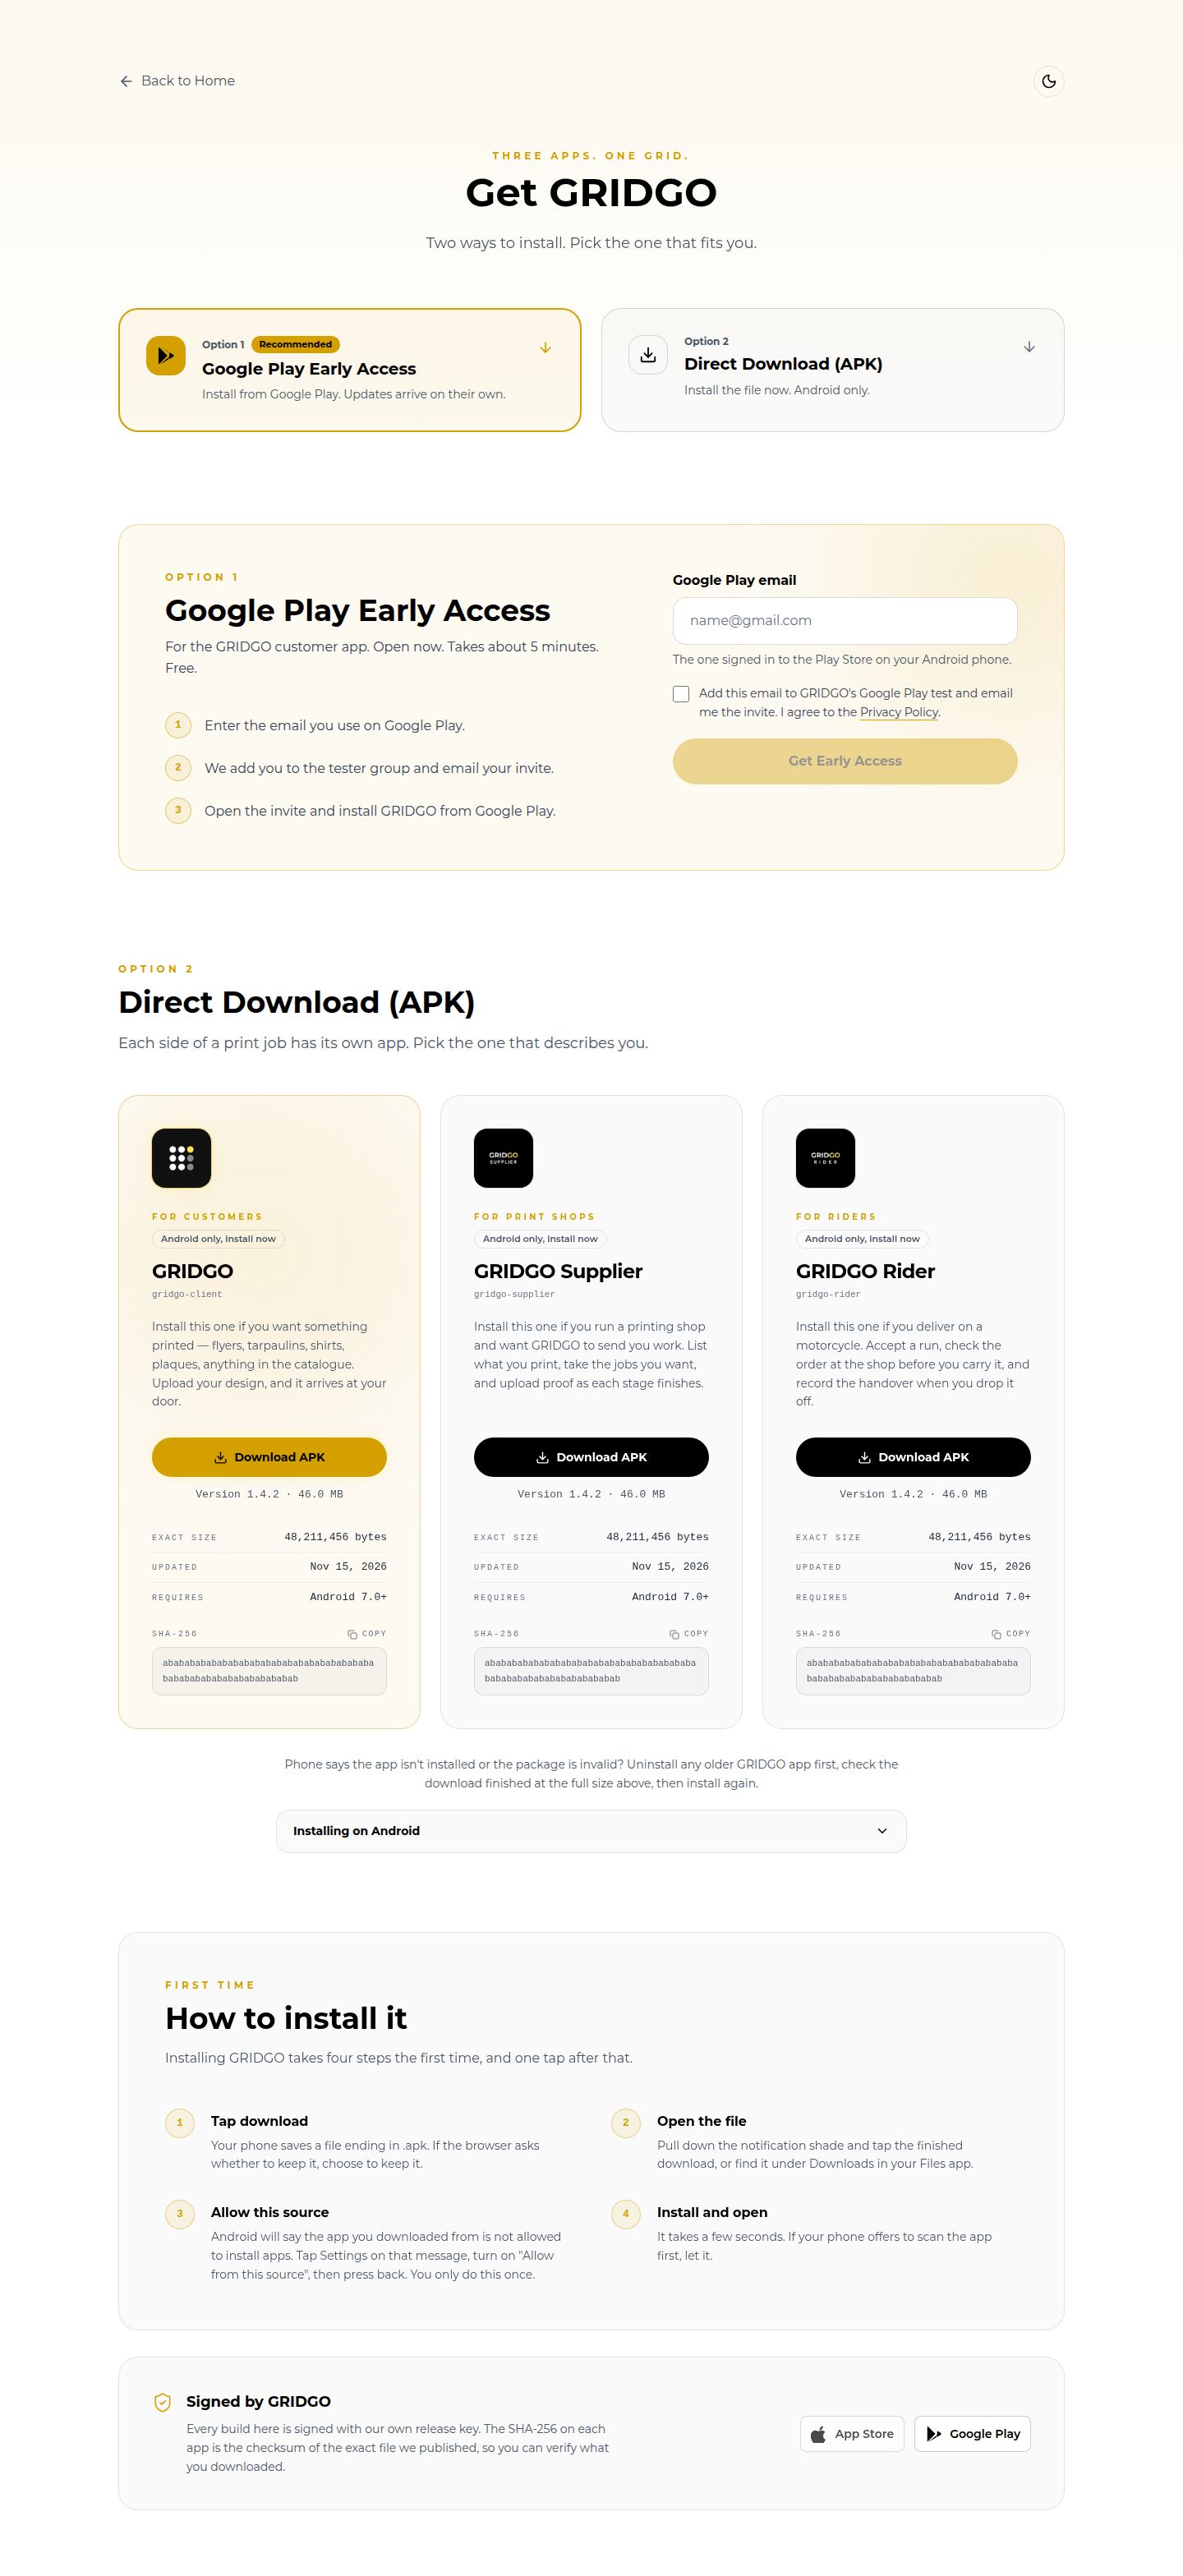 Back to Home
THREE APPS. ONE GRID.
Get GRIDGO
Two ways to install. Pick the one that fits you.
Option 1 Recommended
Google Play Early Access
Install from Google Play. Updates arrive on their own.
Option 2
Direct Download (APK)
Install the file now. Android only.
OPTION 1
Google Play Early Access
For the GRIDGO customer app. Open now. Takes about 5 minutes.
Free.
1 Enter the email you use on Google Play.
2 We add you to the tester group and email your invite.
3 Open the invite and install GRIDGO from Google Play.
Google Play email
name@gmail.com
The one signed in to the Play Store on your Android phone.
Add this email to GRIDGO's Google Play test and email
me the invite. I agree to the Privacy Policy.
Get Early Access
OPTION 2
Direct Download (APK)
Each side of a print job has its own app. Pick the one that describes you.
FOR CUSTOMERS
Android only, install now
GRIDGO
gridgo-client
Install this one if you want something
printed — flyers, tarpaulins, shirts,
plaques, anything in the catalogue.
Upload your design, and it arrives at your
door.
Download APK
Version 1.4.2 · 46.0 MB
EXACT SIZE 48,211,456 bytes
UPDATED Nov 15, 2026
REQUIRES Android 7.0+
SHA-256 COPY
abababababababababababababababababababa
babababababababababababab
GRIDGO
SUPPLIER
FOR PRINT SHOPS
Android only, install now
GRIDGO Supplier
gridgo-supplier
Install this one if you run a printing shop
and want GRIDGO to send you work. List
what you print, take the jobs you want,
and upload proof as each stage finishes.
Download APK
Version 1.4.2 · 46.0 MB
EXACT SIZE 48,211,456 bytes
UPDATED Nov 15, 2026
REQUIRES Android 7.0+
SHA-256 COPY
abababababababababababababababababababa
babababababababababababab
GRIDGO
RIDER
FOR RIDERS
Android only, install now
GRIDGO Rider
gridgo-rider
Install this one if you deliver on a
motorcycle. Accept a run, check the
order at the shop before you carry it, and
record the handover when you drop it
off.
Download APK
Version 1.4.2 · 46.0 MB
EXACT SIZE 48,211,456 bytes
UPDATED Nov 15, 2026
REQUIRES Android 7.0+
SHA-256 COPY
abababababababababababababababababababa
babababababababababababab
Phone says the app isn't installed or the package is invalid? Uninstall any older GRIDGO app first, check the
download finished at the full size above, then install again.
Installing on Android
FIRST TIME
How to install it
Installing GRIDGO takes four steps the first time, and one tap after that.
1 Tap download
Your phone saves a file ending in .apk. If the browser asks
whether to keep it, choose to keep it.
2 Open the file
Pull down the notification shade and tap the finished
download, or find it under Downloads in your Files app.
3 Allow this source
Android will say the app you downloaded from is not allowed
to install apps. Tap Settings on that message, turn on "Allow
from this source", then press back. You only do this once.
4 Install and open
It takes a few seconds. If your phone offers to scan the app
first, let it.
Signed by GRIDGO
Every build here is signed with our own release key. The SHA-256 on each
app is the checksum of the exact file we published, so you can verify what
you downloaded.
App Store
Google Play